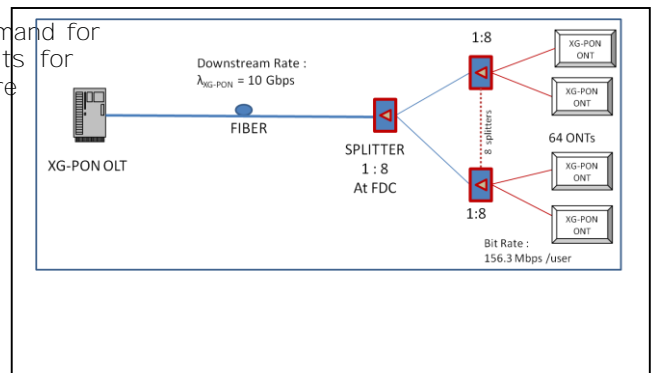 mand for
ts for
re
Downstream Rate :
λXG-PON = 10 Gbps
FIBER
XG-PON OLT
SPLITTER
1 : 8
At FDC
1:8
8 splitters
1:8
XG-PON
ONT
XG-PON
ONT
64 ONTs
XG-PON
ONT
XG-PON
ONT
Bit Rate :
156.3 Mbps /user